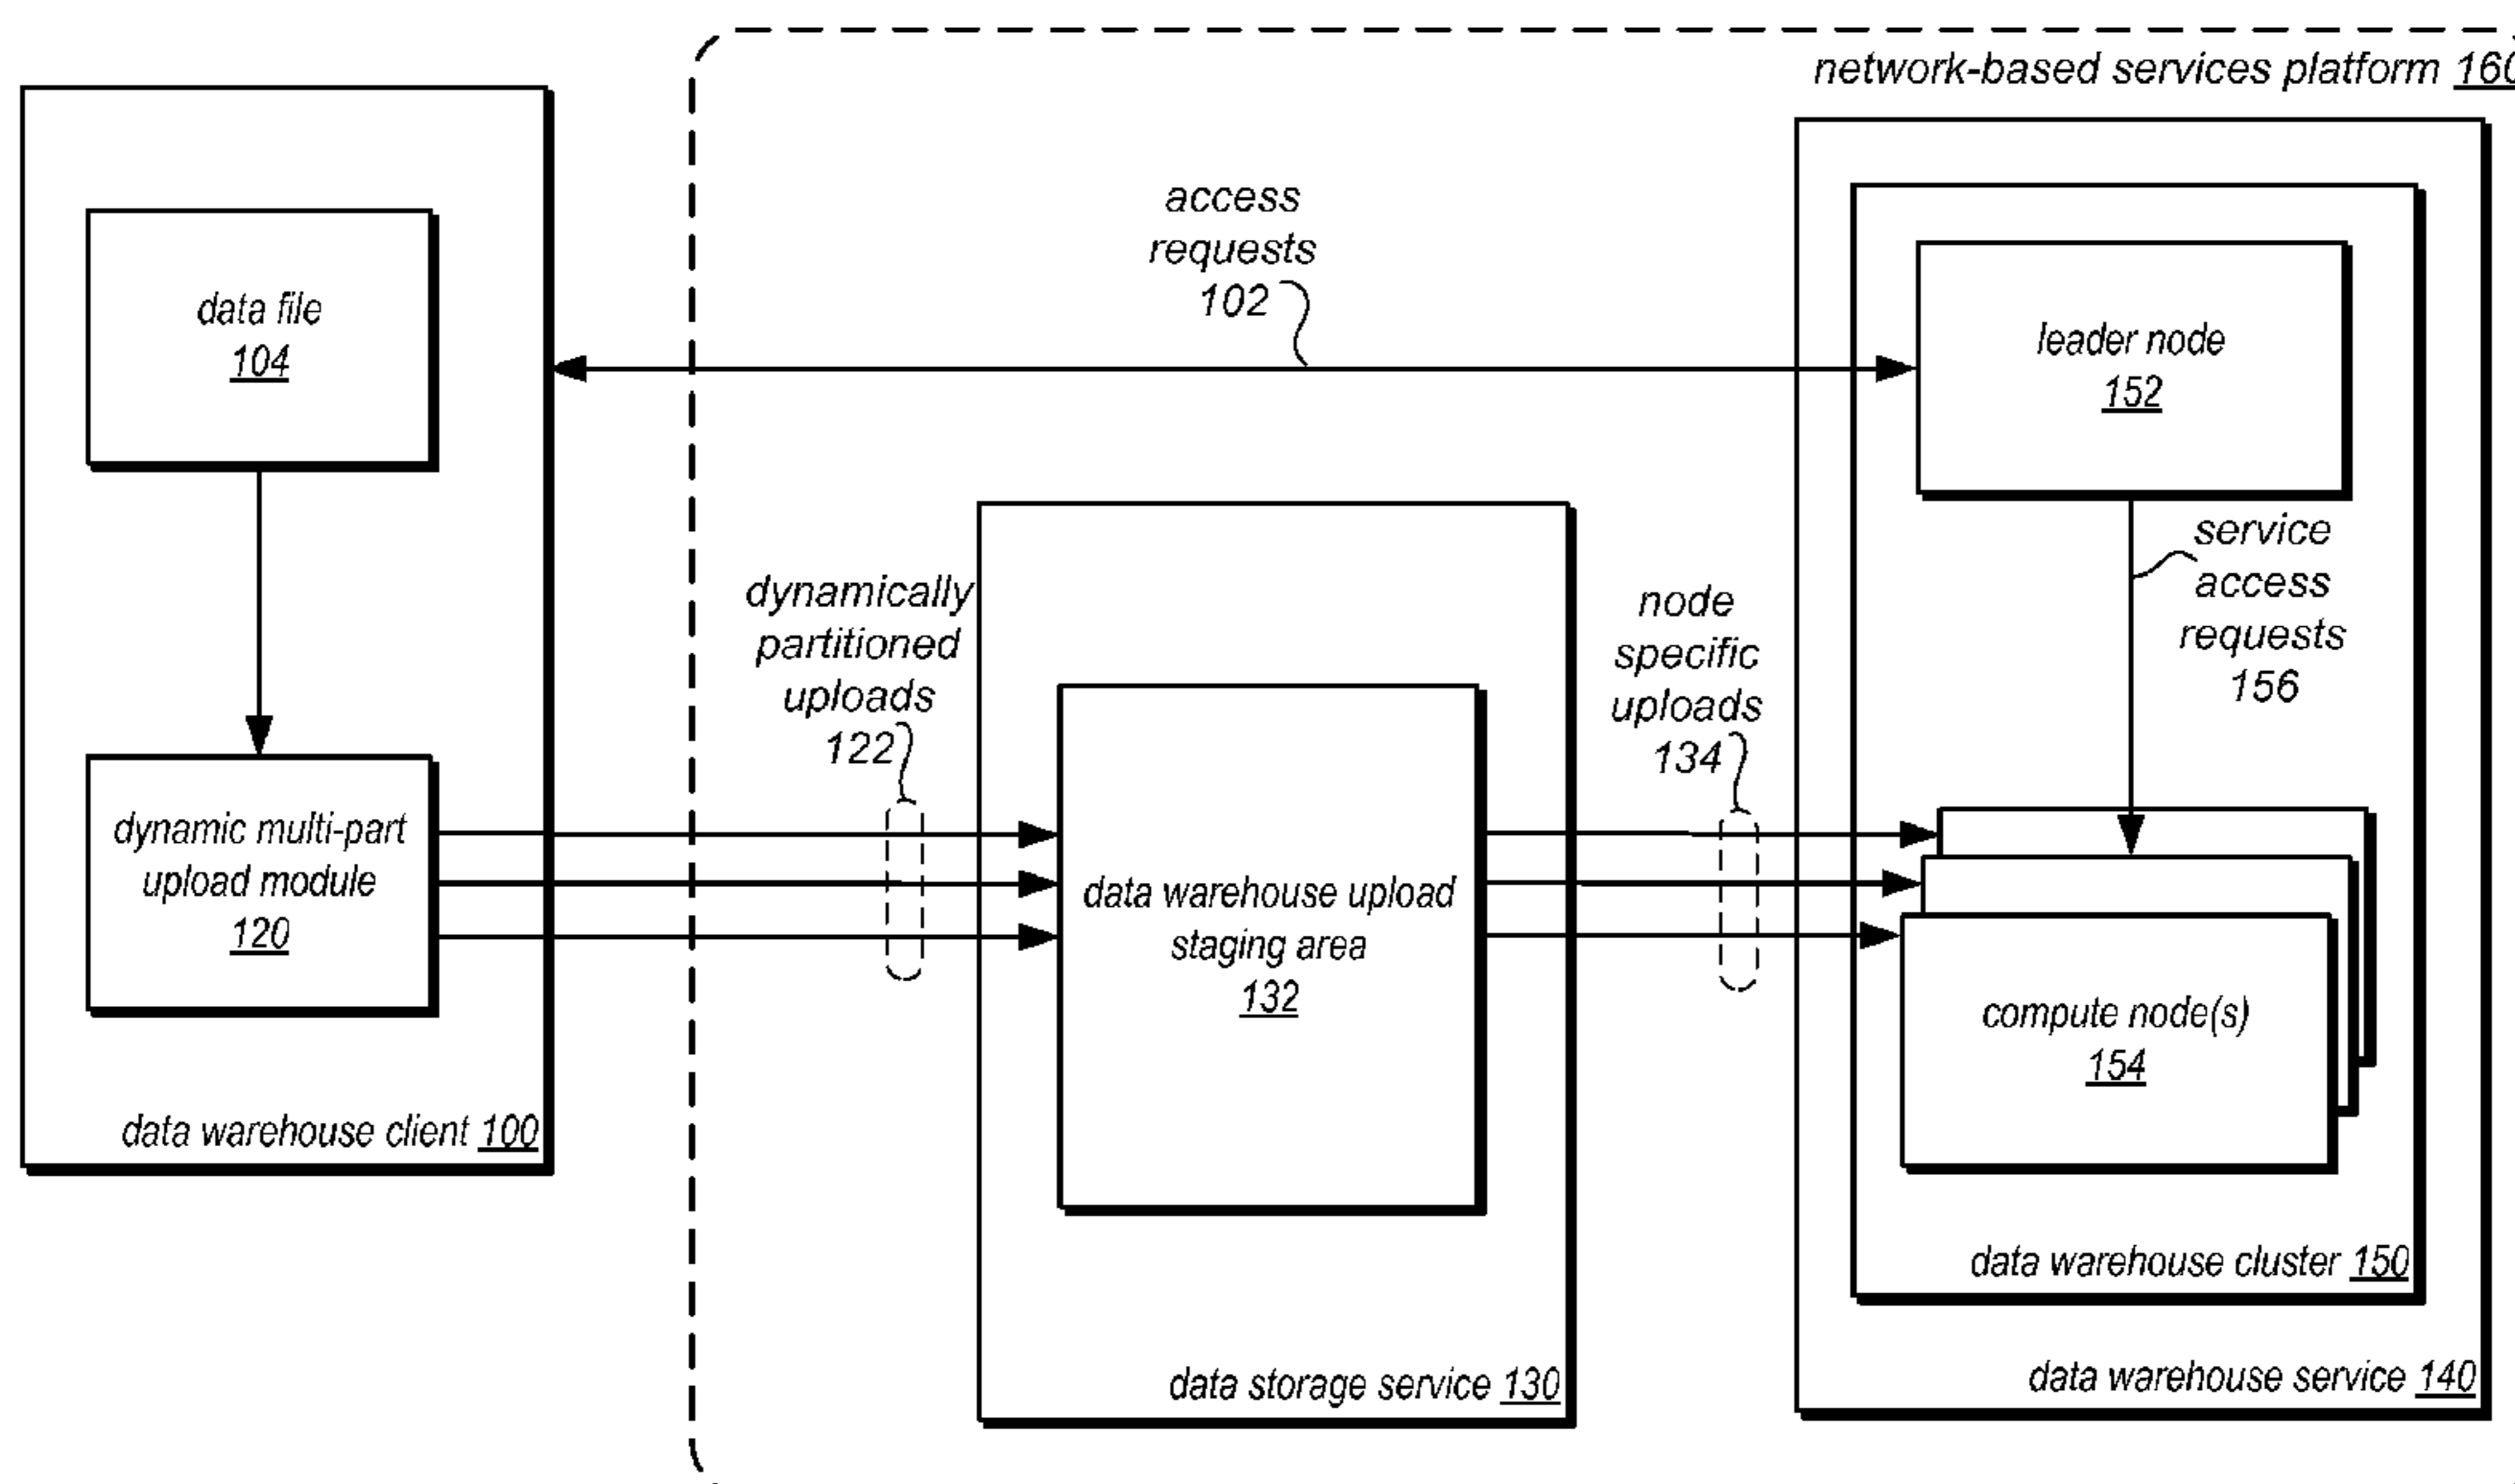 network-based services platform 160
access
requests
102
data file
104
leader node
152
service
access
requests
156
dynamically
partitioned
uploads
122
node
specific
uploads
134
dynamic multi-part
upload module
120
data warehouse upload
staging area
132
compute node(s)
154
data warehouse client 100
data warehouse cluster 150
data storage service 130
data warehouse service 140